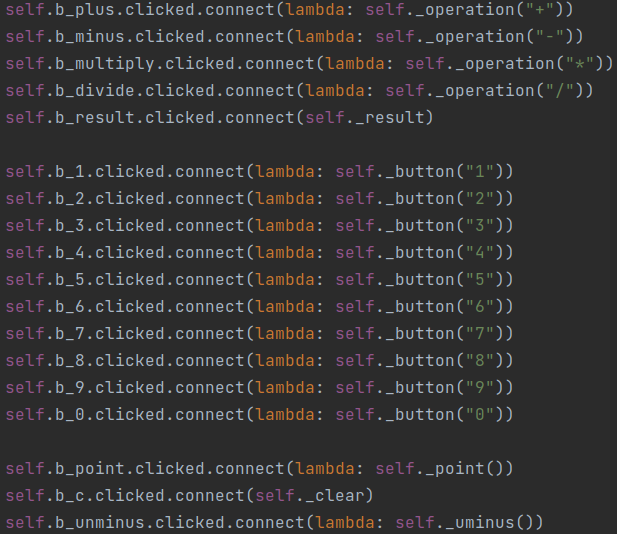 self.b_plus.clicked.connect(lambda: self._operation("+"))
self.b_minus.clicked.connect(lambda: self._operation("-"))
self.b_multiply.clicked.connect(lambda: self._operation("*"))
self.b_divide.clicked.connect(lambda: self._operation("/"))
self.b_result.clicked.connect(self._result)

self.b_1.clicked.connect(lambda: self._button("1"))
self.b_2.clicked.connect(lambda: self._button("2"))
self.b_3.clicked.connect(lambda: self._button("3"))
self.b_4.clicked.connect(lambda: self._button("4"))
self.b_5.clicked.connect(lambda: self._button("5"))
self.b_6.clicked.connect(lambda: self._button("6"))
self.b_7.clicked.connect(lambda: self._button("7"))
self.b_8.clicked.connect(lambda: self._button("8"))
self.b_9.clicked.connect(lambda: self._button("9"))
self.b_0.clicked.connect(lambda: self._button("0"))

self.b_point.clicked.connect(lambda: self._point())
self.b_c.clicked.connect(self._clear)
self.b_unminus.clicked.connect(lambda: self._uminus())